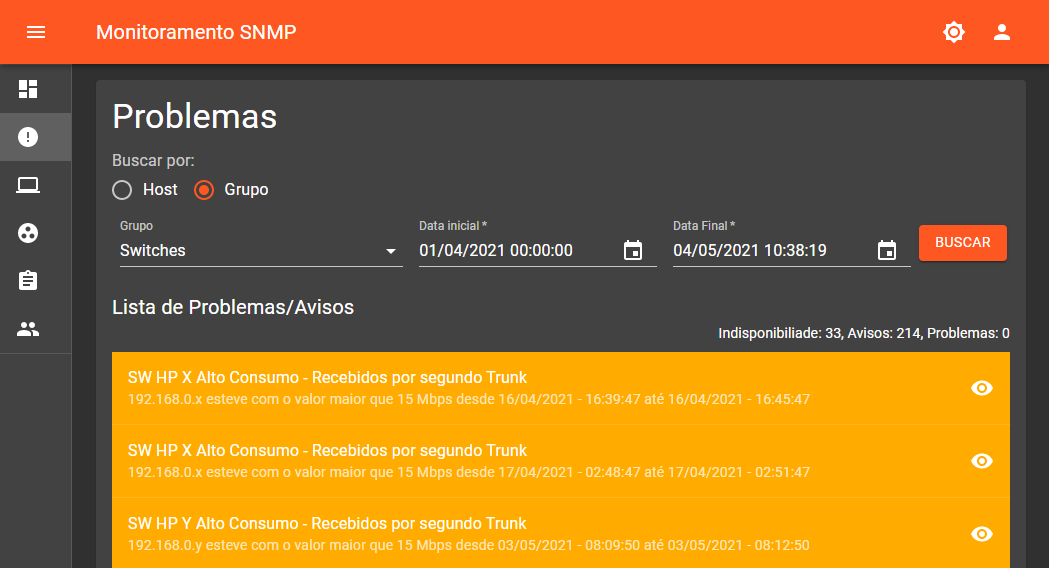 Monitoramento SNMP
Problemas
Buscar por:
Host Grupo
Grupo Data inicial * Data Final *
Switches 01/04/2021 00:00:00 04/05/2021 10:38:19 BUSCAR
Lista de Problemas/Avisos
Indisponibiliade: 33, Avisos: 214, Problemas: 0
SW HP X Alto Consumo - Recebidos por segundo Trunk
192.168.0.x esteve com o valor maior que 15 Mbps desde 16/04/2021 - 16:39:47 até 16/04/2021 - 16:45:47
SW HP X Alto Consumo - Recebidos por segundo Trunk
192.168.0.x esteve com o valor maior que 15 Mbps desde 17/04/2021 - 02:48:47 até 17/04/2021 - 02:51:47
SW HP Y Alto Consumo - Recebidos por segundo Trunk
192.168.0.y esteve com o valor maior que 15 Mbps desde 03/05/2021 - 08:09:50 até 03/05/2021 - 08:12:50